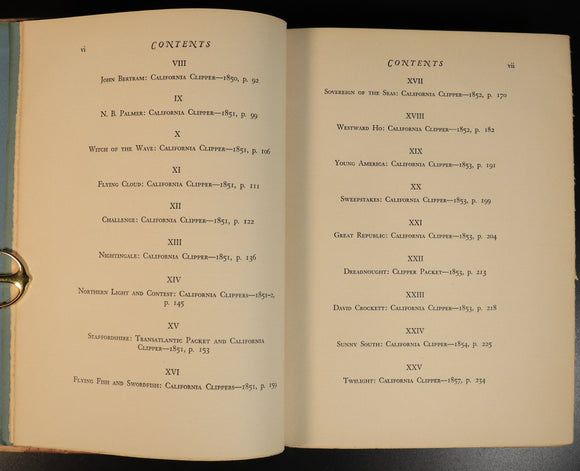 vi
CONTENTS
VIII
John Bertram: California Clipper—1850, p. 92
IX
N. B. Palmer: California Clipper—1851, p. 99
X
Witch of the Wave: California Clipper—1851, p. 106
XI
Flying Cloud: California Clipper—1851, p. 111
XII
Challenge: California Clipper—1851, p. 122
XIII
Nightingale: California Clipper—1851, p. 136
XIV
Northern Light and Contest: California Clippers—1851-2,
p. 145
XV
Staffordshire: Transatlantic Packet and California
Clipper—1851, p. 153
XVI
Flying Fish and Swordfish: California Clippers—1851, p. 159
CONTENTS
vii
XVII
Sovereign of the Seas: California Clipper—1852, p. 170
XVIII
Westward Ho: California Clipper—1852, p. 182
XIX
Young America: California Clipper—1853, p. 191
XX
Sweepstakes: California Clipper—1853, p. 199
XXI
Great Republic: California Clipper—1853, p. 204
XXII
Dreadnought: Clipper Packet—1853, p. 213
XXIII
David Crockett: California Clipper—1853, p. 218
XXIV
Sunny South: California Clipper—1854, p. 225
XXV
Twilight: California Clipper—1857, p. 234